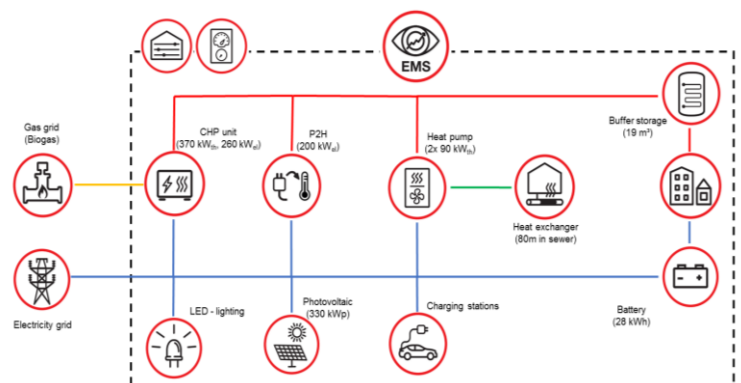 EMS
Gas grid
(Biogas)
CHP unit
(370 kWth, 260 kWel)
P2H
(200 kWel)
Heat pump
(2x 90 kWth)
Buffer storage
(19 m³)
Heat exchanger
(80m in sewer)
Electricity grid
LED - lighting
Photovoltaic
(330 kWp)
Charging stations
Battery
(28 kWh)